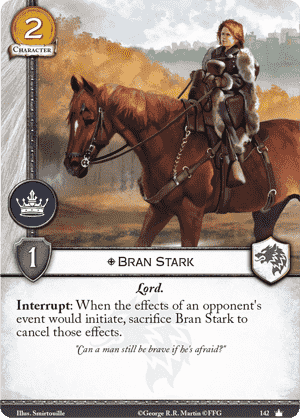 2
CHARACTER
1
BRAN STARK
Lord.
Interrupt: When the effects of an opponent's
event would initiate, sacrifice Bran Stark to
cancel those effects.
"Can a man still be brave if he's afraid?"
Illus. Smirtouille ©George R.R. Martin ©FFG 142